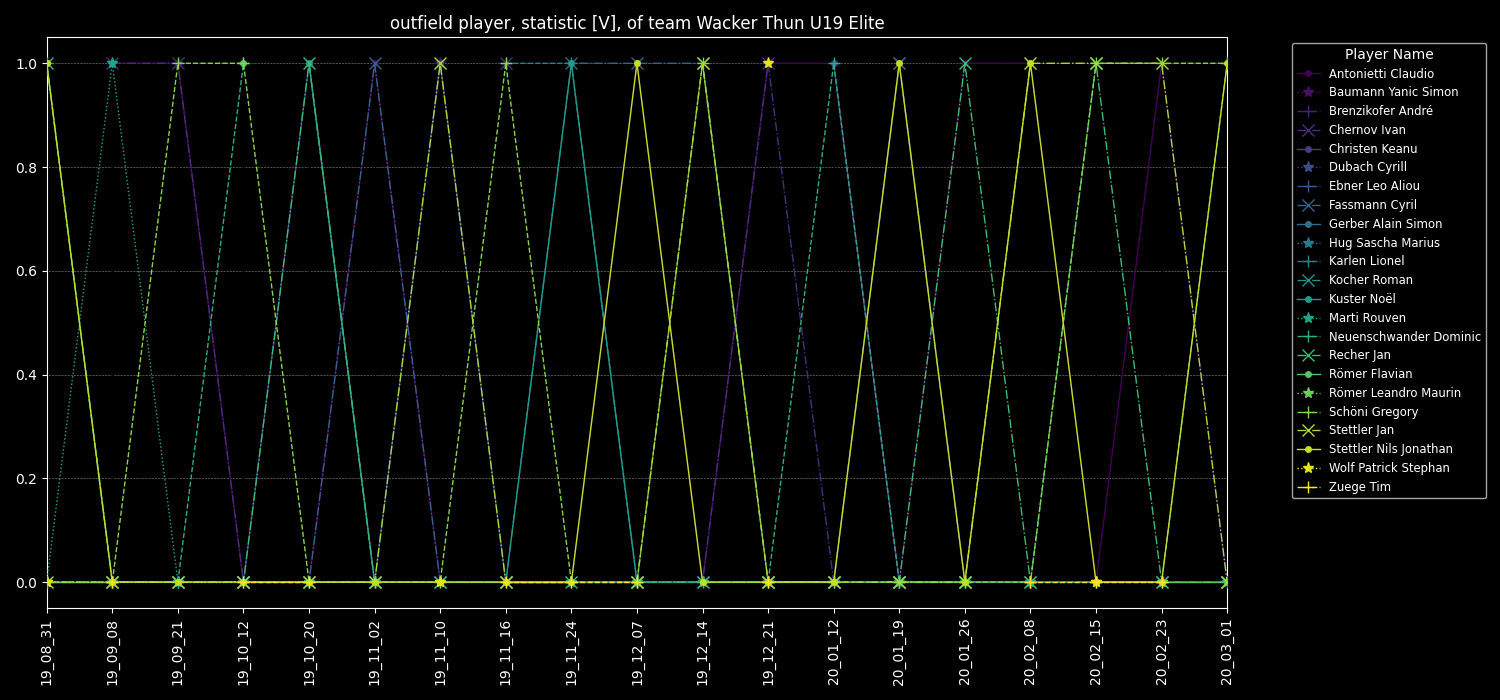 outfield player, statistic [V], of team Wacker Thun U19 Elite
1.0
0.8
0.6
0.4
0.2
0.0
19_08_31
19_09_08
19_09_21
19_10_12
19_10_20
19_11_02
19_11_10
19_11_16
19_11_24
19_12_07
19_12_14
19_12_21
20_01_12
20_01_19
20_01_26
20_02_08
20_02_15
20_02_23
20_03_01
Player Name
Antonietti Claudio
Baumann Yanic Simon
Brenzikofer André
Chernov Ivan
Christen Keanu
Dubach Cyrill
Ebner Leo Aliou
Fassmann Cyril
Gerber Alain Simon
Hug Sascha Marius
Karlen Lionel
Kocher Roman
Kuster Noël
Marti Rouven
Neuenschwander Dominic
Recher Jan
Römer Flavian
Römer Leandro Maurin
Schöni Gregory
Stettler Jan
Stettler Nils Jonathan
Wolf Patrick Stephan
Zuege Tim